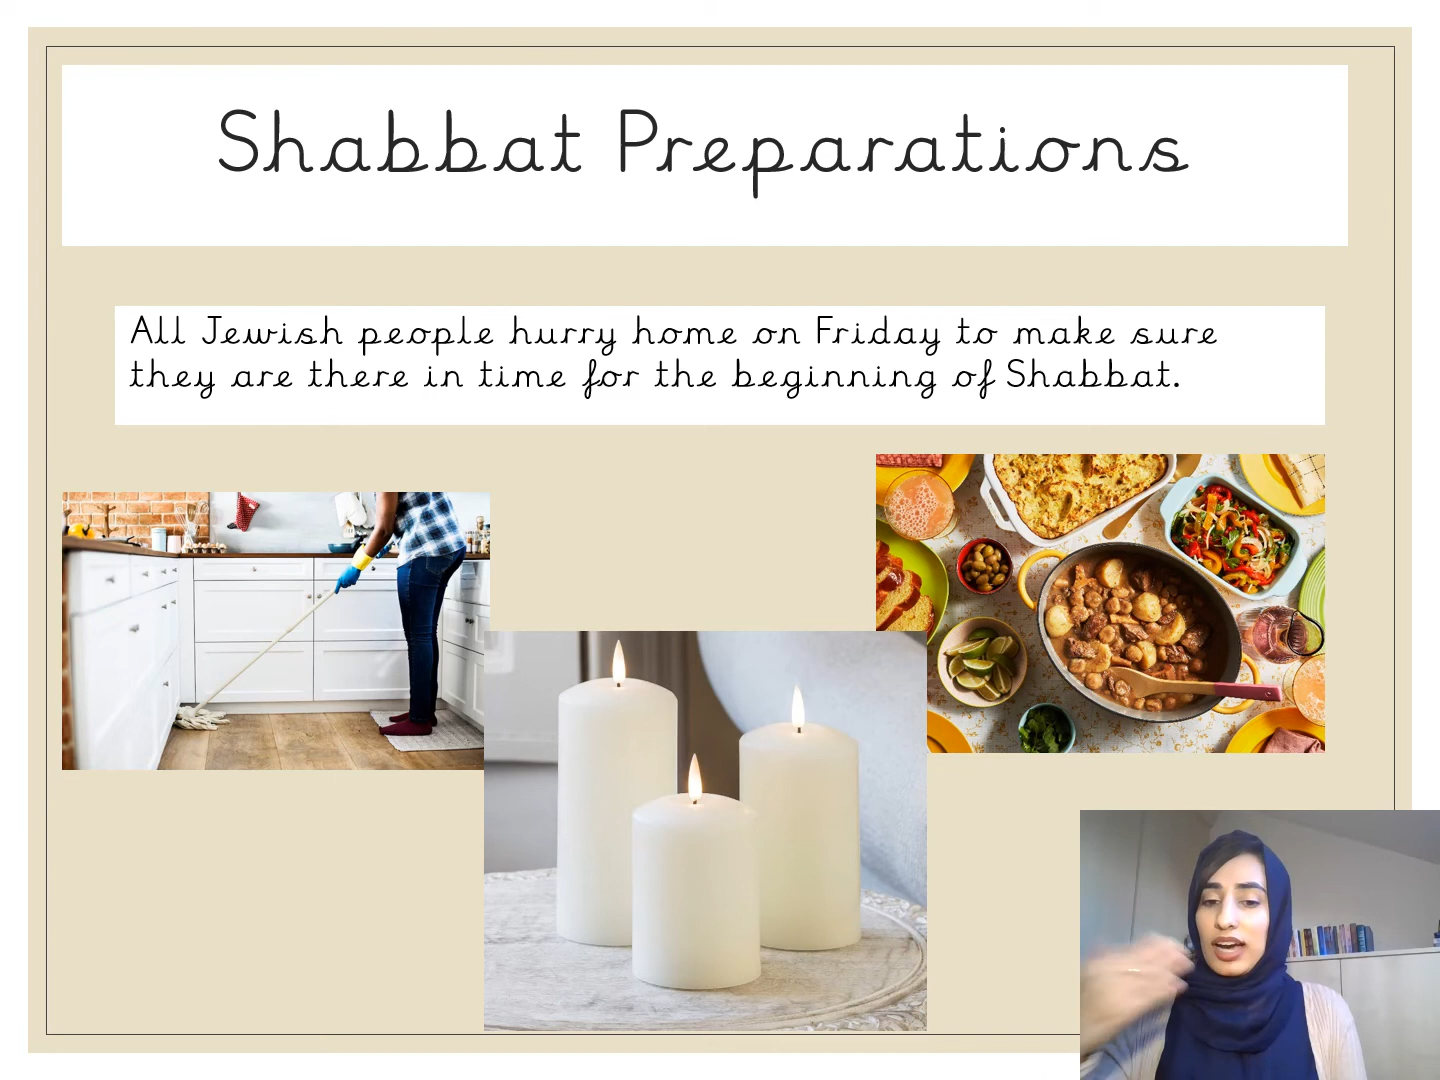 Shabbat Preparations
All Jewish people hurry home on Friday to make sure
they are there in time for the beginning of Shabbat.